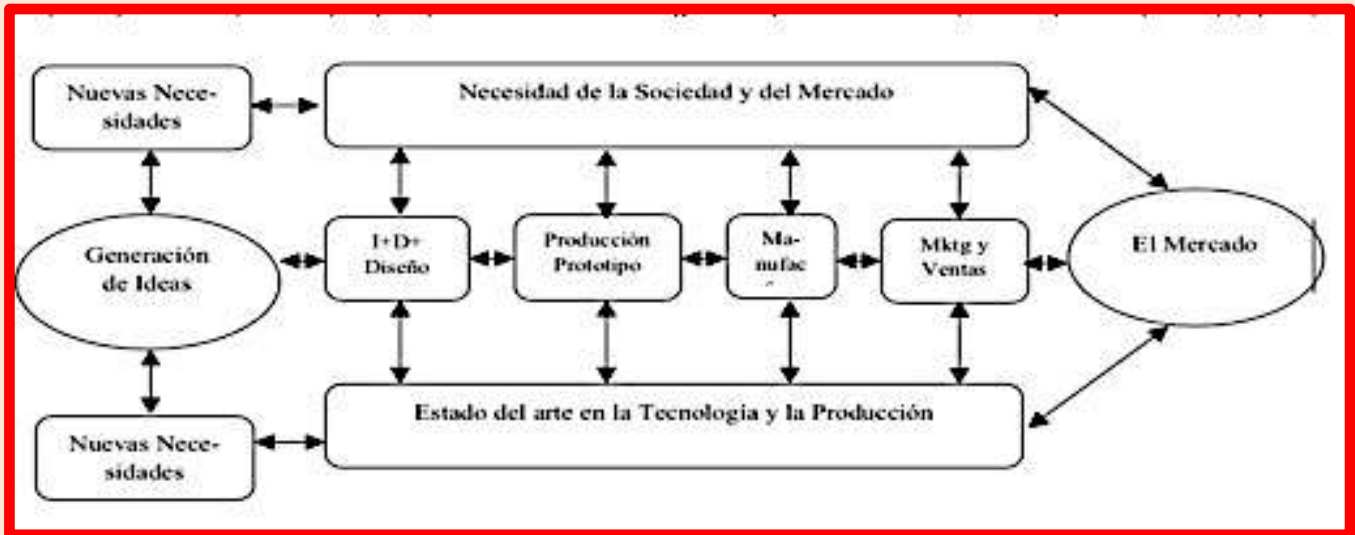 Nuevas Nece-
sidades
Necesidad de la Sociedad y del Mercado
Generación
de Ideas
I+D+
Diseño
Producción
Prototipo
Ma-
nufac
Mktg y
Ventas
El Mercado
Estado del arte en la Tecnología y la Producción
Nuevas Nece-
sidades